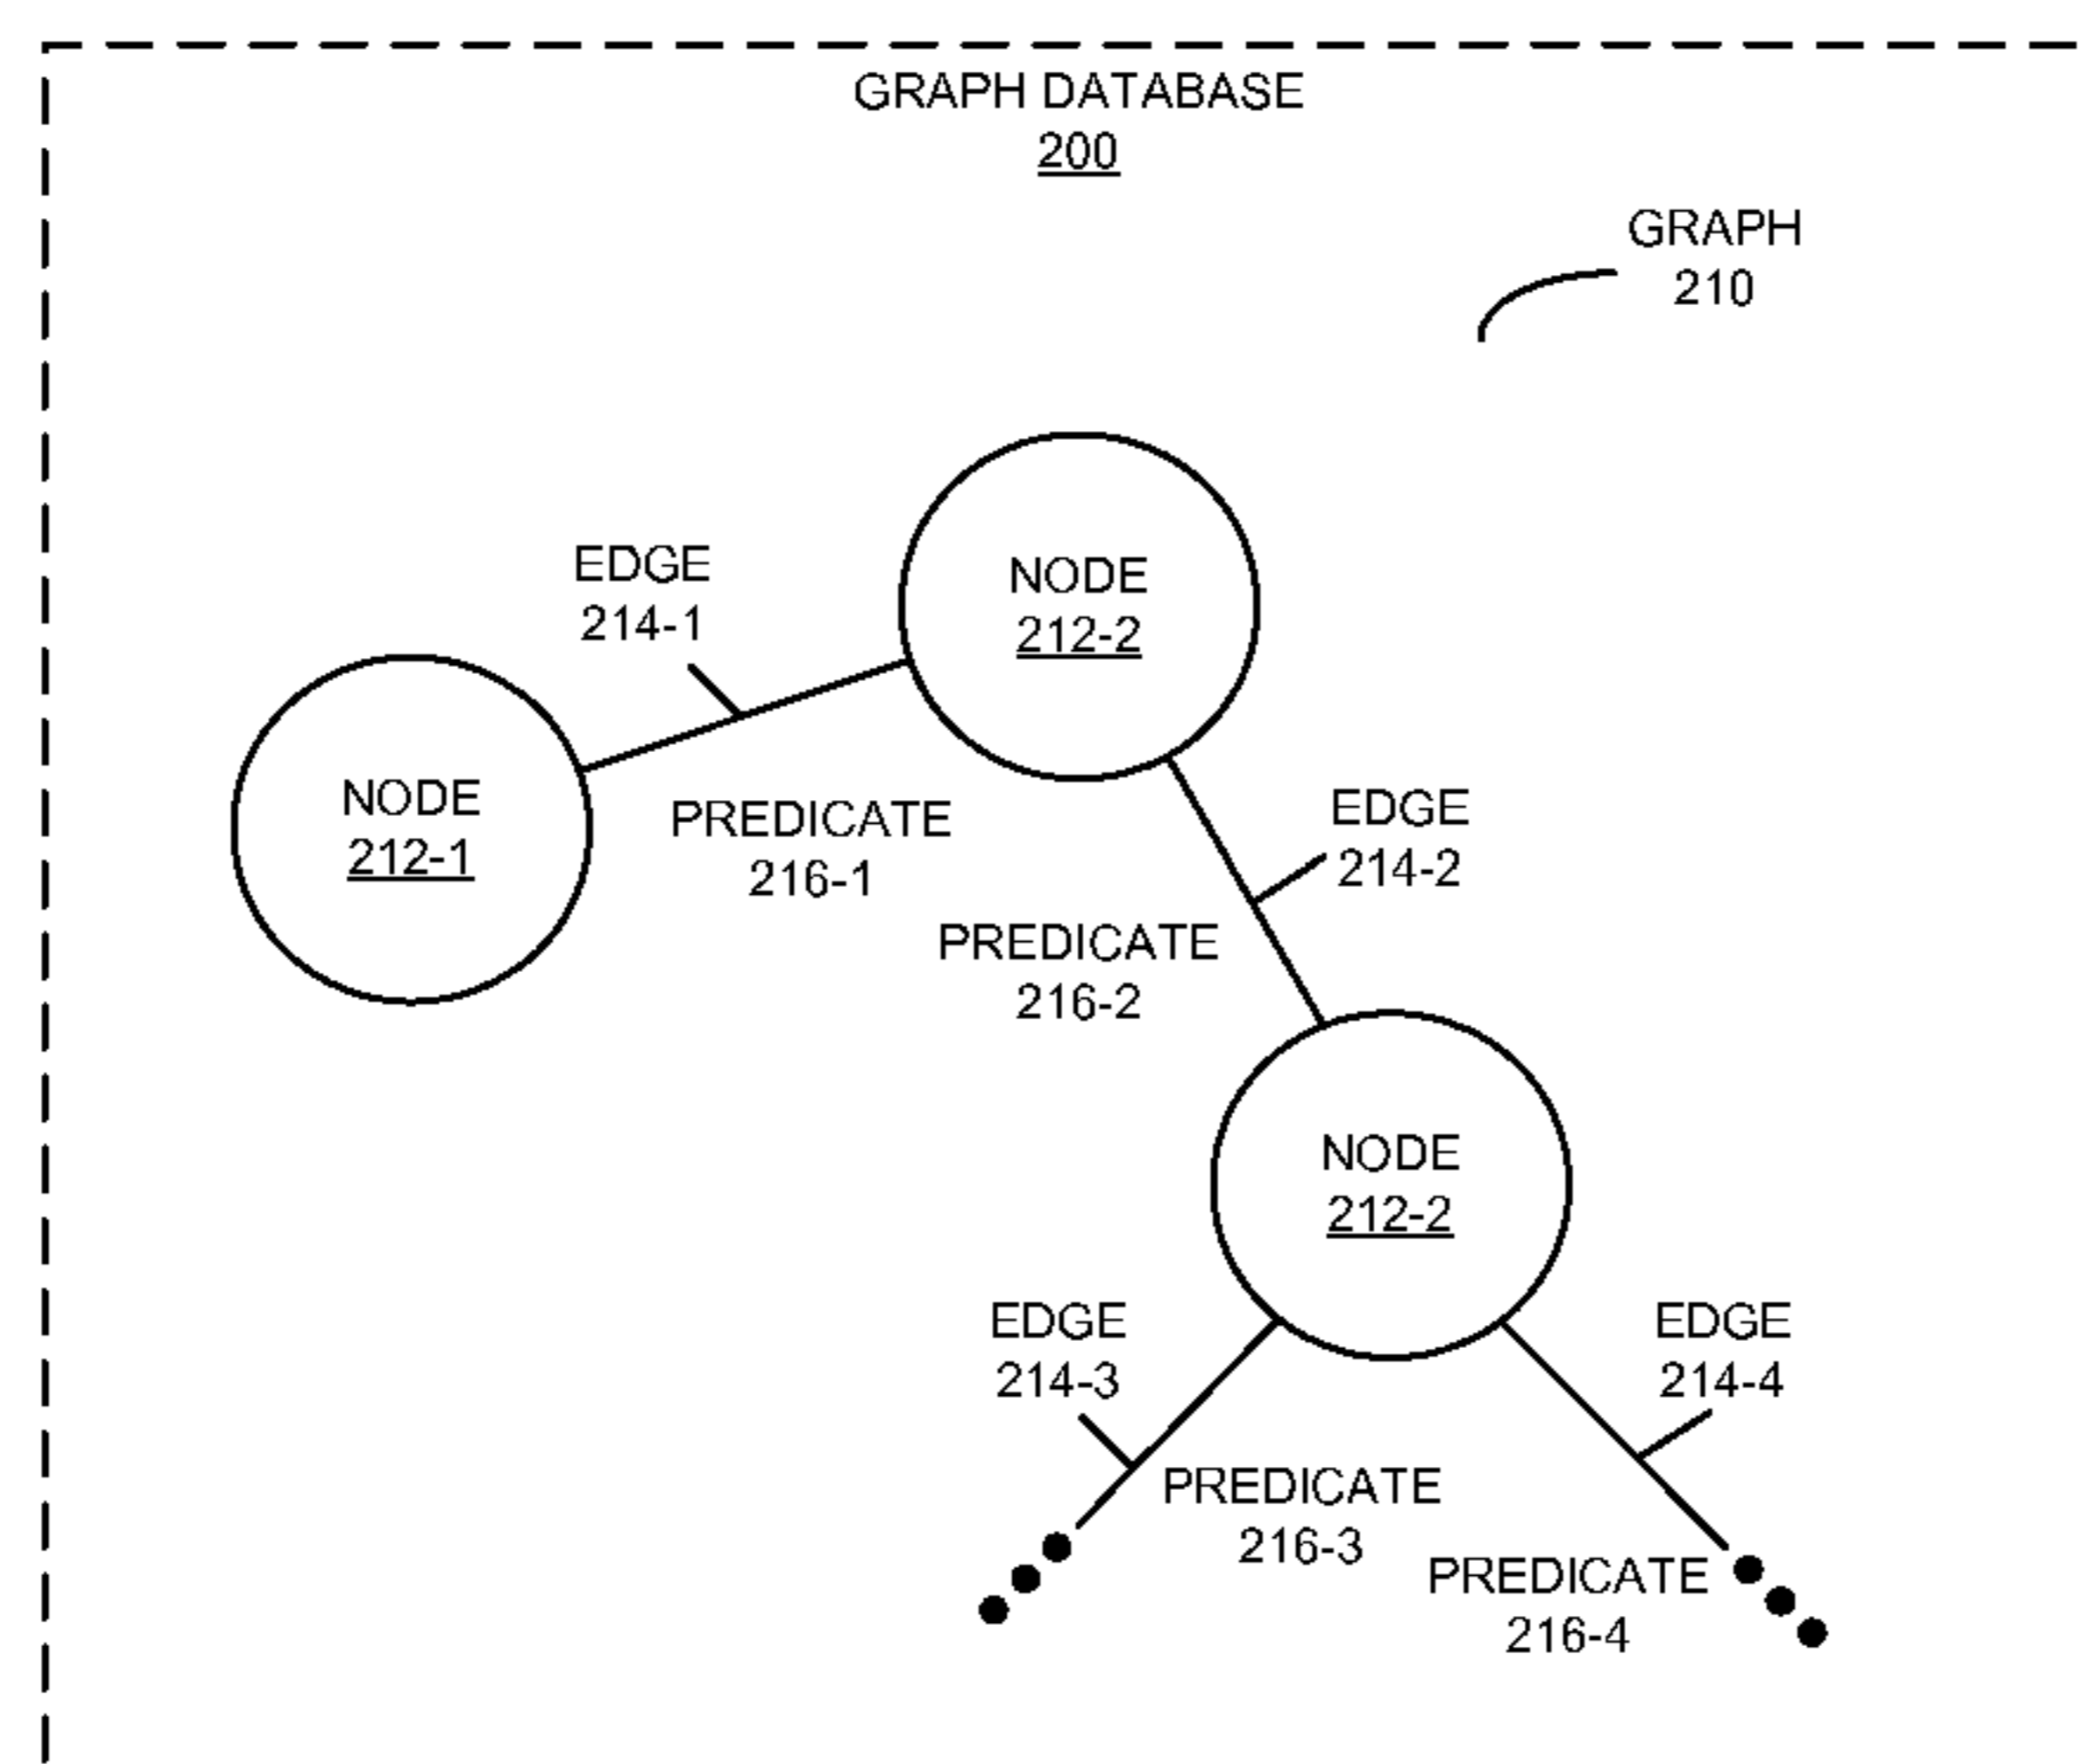 GRAPH DATABASE
200
GRAPH
210
EDGE
214-1
NODE
212-2
NODE
212-1
PREDICATE
216-1
EDGE
214-2
PREDICATE
216-2
NODE
212-2
EDGE
214-3
EDGE
214-4
PREDICATE
216-3
PREDICATE
216-4